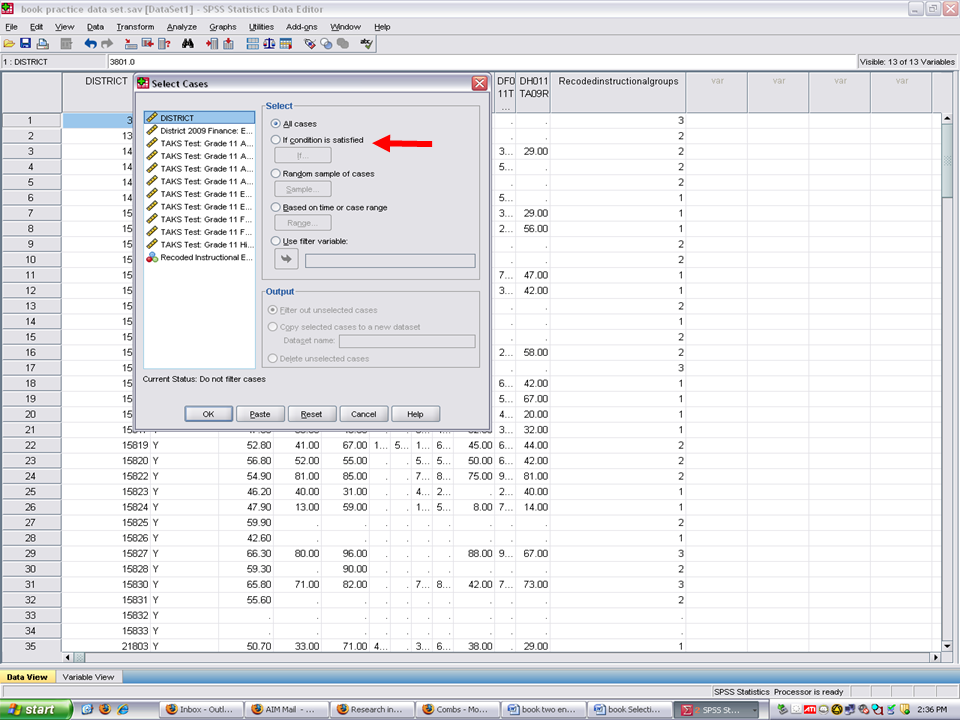 book practice data set.sav [DataSet1] - SPSS Statistics Data Editor
File Edit View Data Transform Analyze Graphs Utilities Add-ons Window Help
1 : DISTRICT 3801.0 Visible: 13 of 13 Variables
DISTRICT DF0 11T ... DH011 TA09R Recodedinstructionalgroups var var var var
Select Cases
DISTRICT
District 2009 Finance: E...
TAKS Test: Grade 11 A...
TAKS Test: Grade 11 A...
TAKS Test: Grade 11 A...
TAKS Test: Grade 11 A...
TAKS Test: Grade 11 E...
TAKS Test: Grade 11 E...
TAKS Test: Grade 11 F...
TAKS Test: Grade 11 F...
TAKS Test: Grade 11 Hi...
Recoded Instructional E...
Select
All cases
If condition is satisfied
If...
Random sample of cases
Sample...
Based on time or case range
Range...
Use filter variable:
Output
Filter out unselected cases
Copy selected cases to a new dataset
Dataset name:
Delete unselected cases
Current Status: Do not filter cases
OK Paste Reset Cancel Help
1 3 . . 3
2 13 . . 2
3 14 3... 29.00 2
4 14 5... . 2
5 14 . . 2
6 14 5... . 1
7 15 3... 29.00 1
8 15 2... 56.00 1
9 15 . . 2
10 15 . . 2
11 15 7... 47.00 1
12 15 3... 42.00 1
13 15 . . 2
14 15 . . 1
15 15 . . 2
16 15 2... 58.00 2
17 15 . . 3
18 15 6... 42.00 1
19 15 5... 67.00 1
20 15 4... 20.00 1
21 3... 32.00 1
22 15819 Y 52.80 41.00 67.00 1... 5... 1... 6... 45.00 6... 44.00 2
23 15820 Y 56.80 52.00 55.00 . . 5... 5... 50.00 6... 42.00 2
24 15822 Y 54.90 81.00 85.00 . . 7... 8... 75.00 9... 81.00 2
25 15823 Y 46.20 40.00 31.00 . . 4... 2... . 2... 40.00 1
26 15824 Y 47.90 13.00 59.00 . . 1... 5... 8.00 7... 14.00 1
27 15825 Y 59.90 . . . . . . . . . 2
28 15826 Y 42.60 . . . . . . . . . 1
29 15827 Y 66.30 80.00 96.00 . . . . 88.00 9... 67.00 3
30 15828 Y 59.30 . 90.00 . . . . . . . 2
31 15830 Y 65.80 71.00 82.00 . . 7... 8... 42.00 7... 73.00 3
32 15831 Y 55.60 . . . . . . . . . 2
33 15832 Y . . . . . . . . . . .
34 15833 Y . . . . . . . . . . .
35 21803 Y 50.70 33.00 71.00 4... . 3... 6... 38.00 . 29.00 1
Data View Variable View
SPSS Statistics Processor is ready
start Inbox - Outl... AIM Mail - ... Research in... Combs - Mo... book two en... book Selecti... SPSS St... 2:36 PM